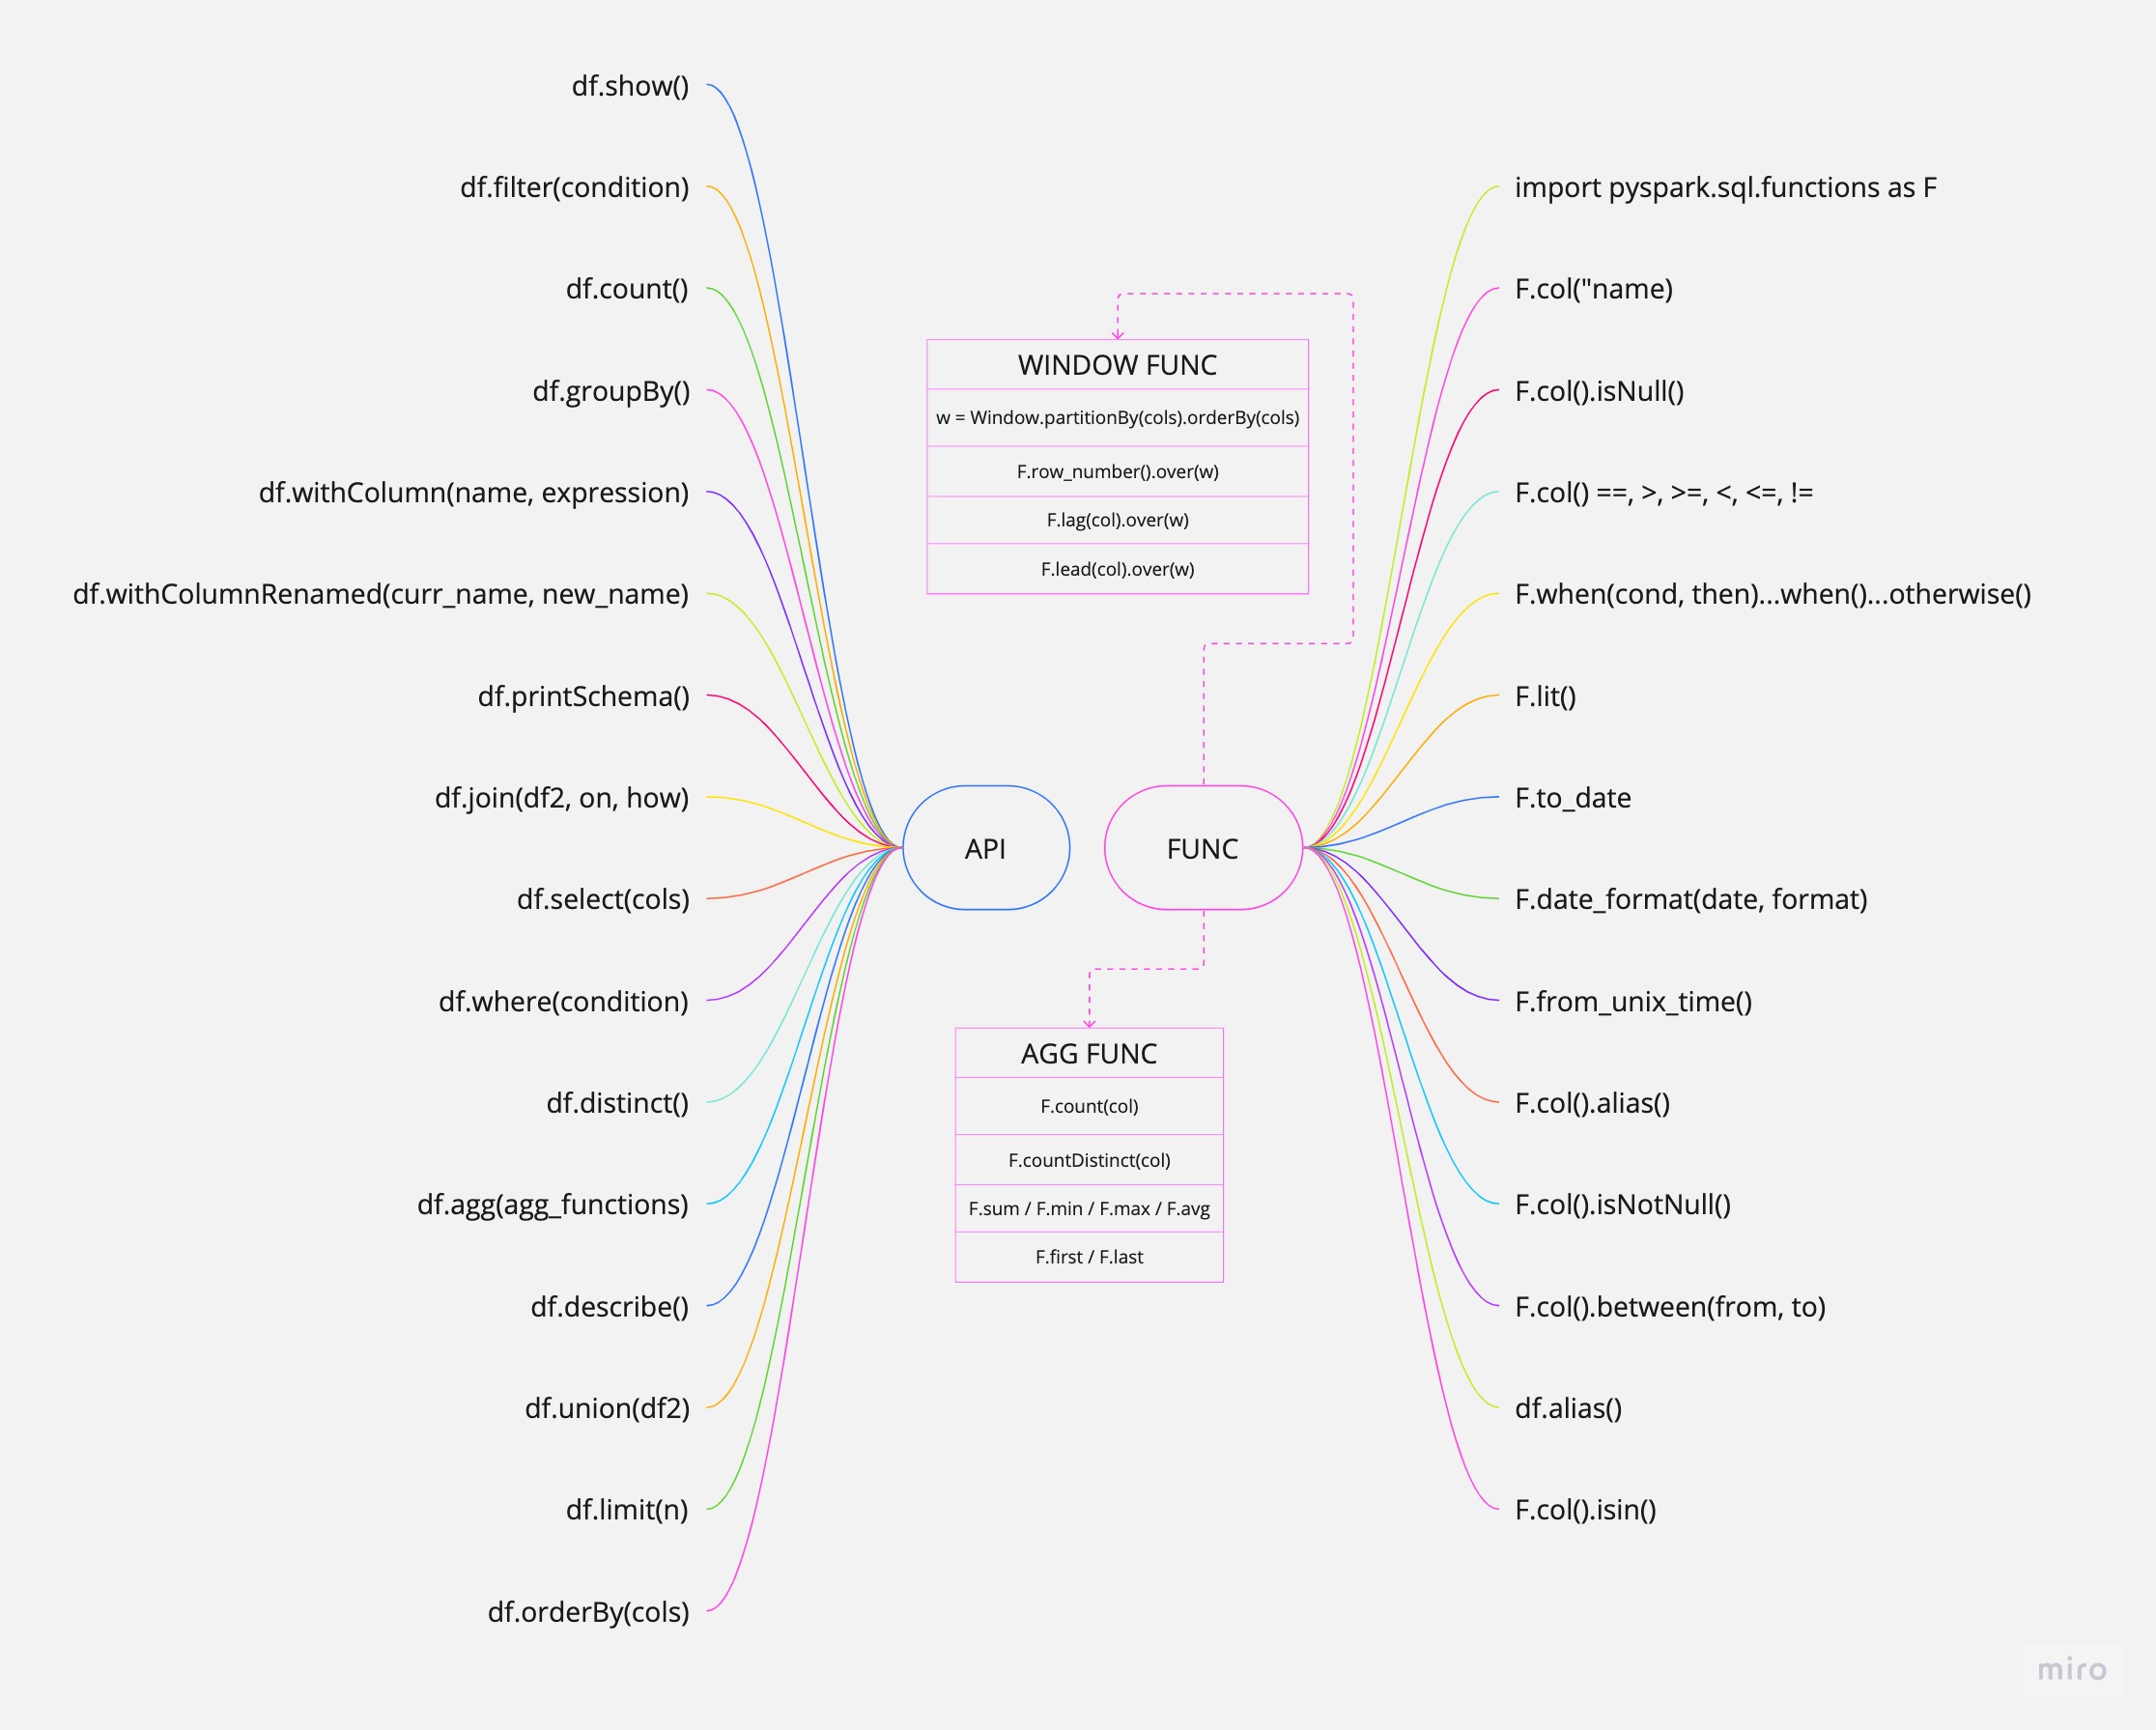 df.show()
df.filter(condition)
df.count()
df.groupBy()
df.withColumn(name, expression)
df.withColumnRenamed(curr_name, new_name)
df.printSchema()
df.join(df2, on, how)
df.select(cols)
df.where(condition)
df.distinct()
df.agg(agg_functions)
df.describe()
df.union(df2)
df.limit(n)
df.orderBy(cols)
API
WINDOW FUNC
w = Window.partitionBy(cols).orderBy(cols)
F.row_number().over(w)
F.lag(col).over(w)
F.lead(col).over(w)
FUNC
AGG FUNC
F.count(col)
F.countDistinct(col)
F.sum / F.min / F.max / F.avg
F.first / F.last
import pyspark.sql.functions as F
F.col("name)
F.col().isNull()
F.col() ==, >, >=, <, <=, !=
F.when(cond, then)...when()...otherwise()
F.lit()
F.to_date
F.date_format(date, format)
F.from_unix_time()
F.col().alias()
F.col().isNotNull()
F.col().between(from, to)
df.alias()
F.col().isin()
miro